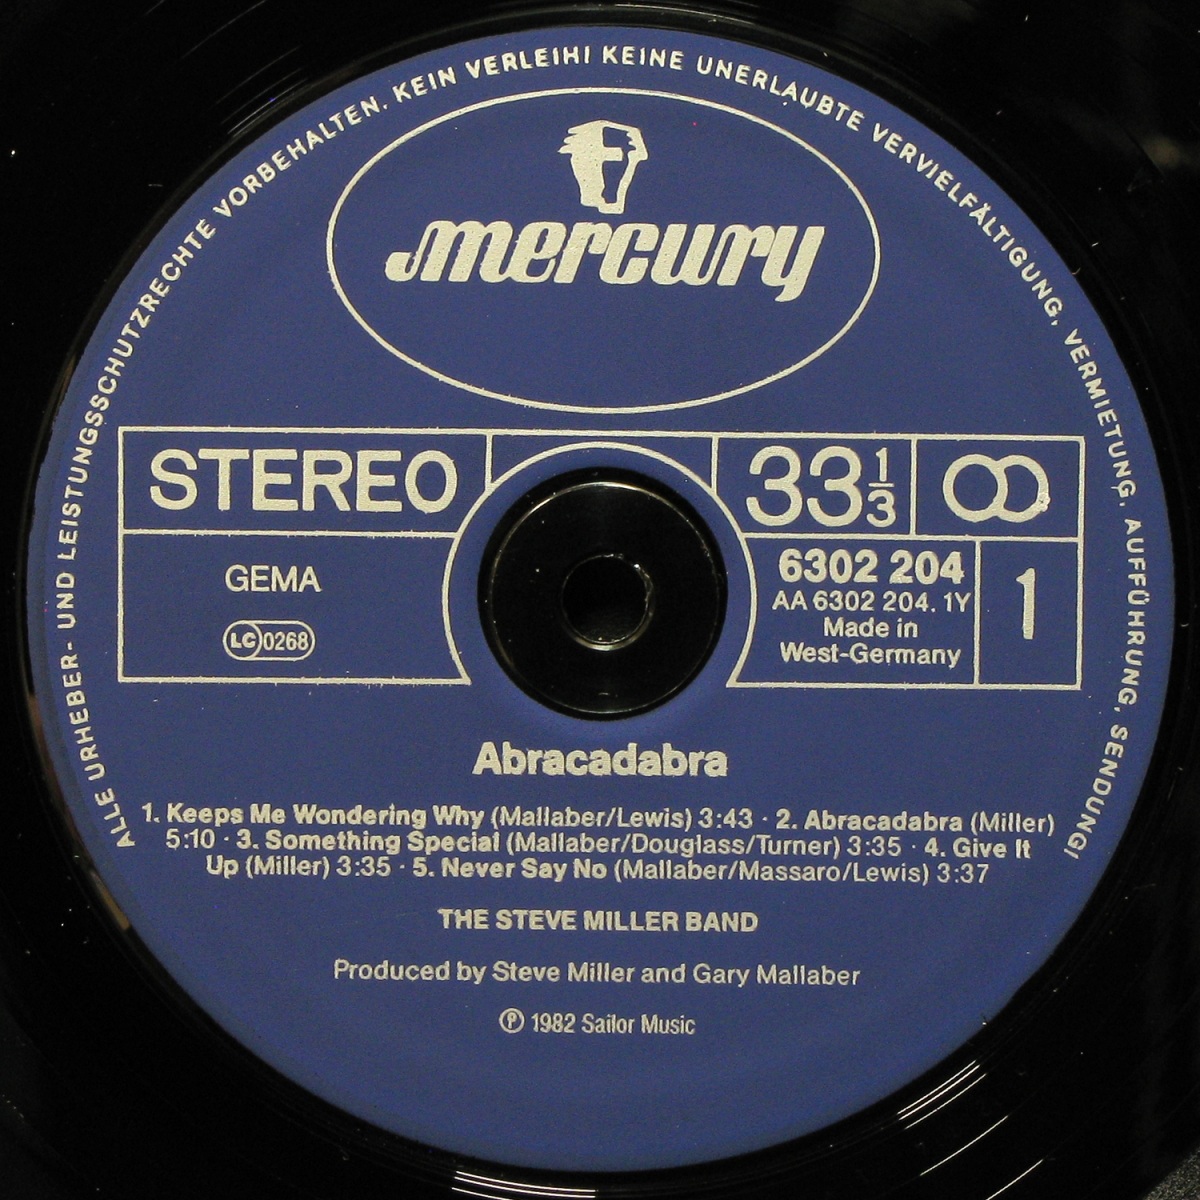 ALLE URHEBER- UND LEISTUNGSSCHUTZRECHTE VORBEHALTEN. KEIN VERLEIH! KEINE UNERLAUBTE VERVIELFÄLTIGUNG, VERMIETUNG, AUFFÜHRUNG, SENDUNG!
mercury
STEREO
33 1/3
GEMA
LC 0268
6302 204
AA 6302 204. 1Y
Made in
West-Germany
1
Abracadabra
1. Keeps Me Wondering Why (Mallaber/Lewis) 3:43 · 2. Abracadabra (Miller)
5:10 · 3. Something Special (Mallaber/Douglass/Turner) 3:35 · 4. Give It
Up (Miller) 3:35 · 5. Never Say No (Mallaber/Massaro/Lewis) 3:37
THE STEVE MILLER BAND
Produced by Steve Miller and Gary Mallaber
℗ 1982 Sailor Music